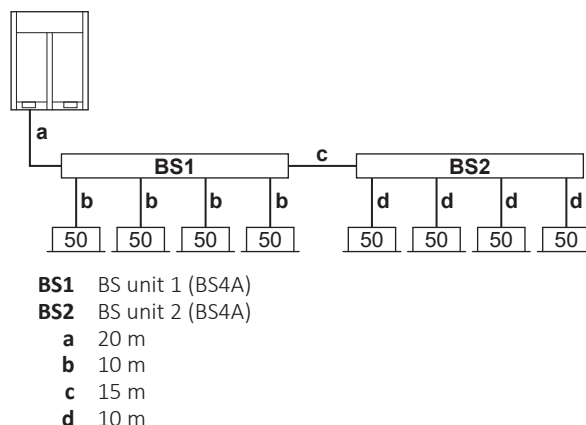 a
BS1 c BS2
b b b b d d d d
50 50 50 50 50 50 50 50
BS1 BS unit 1 (BS4A)
BS2 BS unit 2 (BS4A)
a 20 m
b 10 m
c 15 m
d 10 m